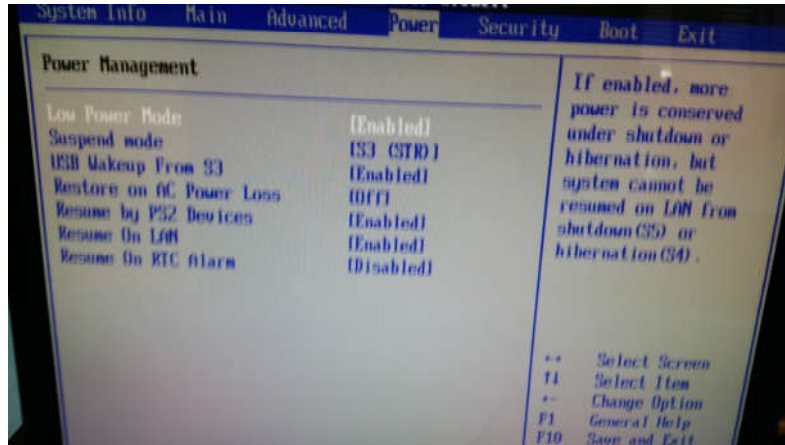 System Info Main Advanced Power Security Boot Exit
Power Management
Low Power Mode [Enabled]
Suspend mode [S3 (STR)]
USB Wakeup From S3 [Enabled]
Restore on AC Power Loss [Off]
Resume by PS2 Devices [Enabled]
Resume On LAN [Enabled]
Resume On RTC Alarm [Disabled]
If enabled, more
power is conserved
under shutdown or
hibernation, but
system cannot be
resumed on LAN from
shutdown(S5) or
hibernation(S4).
↔ Select Screen
↑↓ Select Item
+- Change Option
F1 General Help
F10 Save and Exit